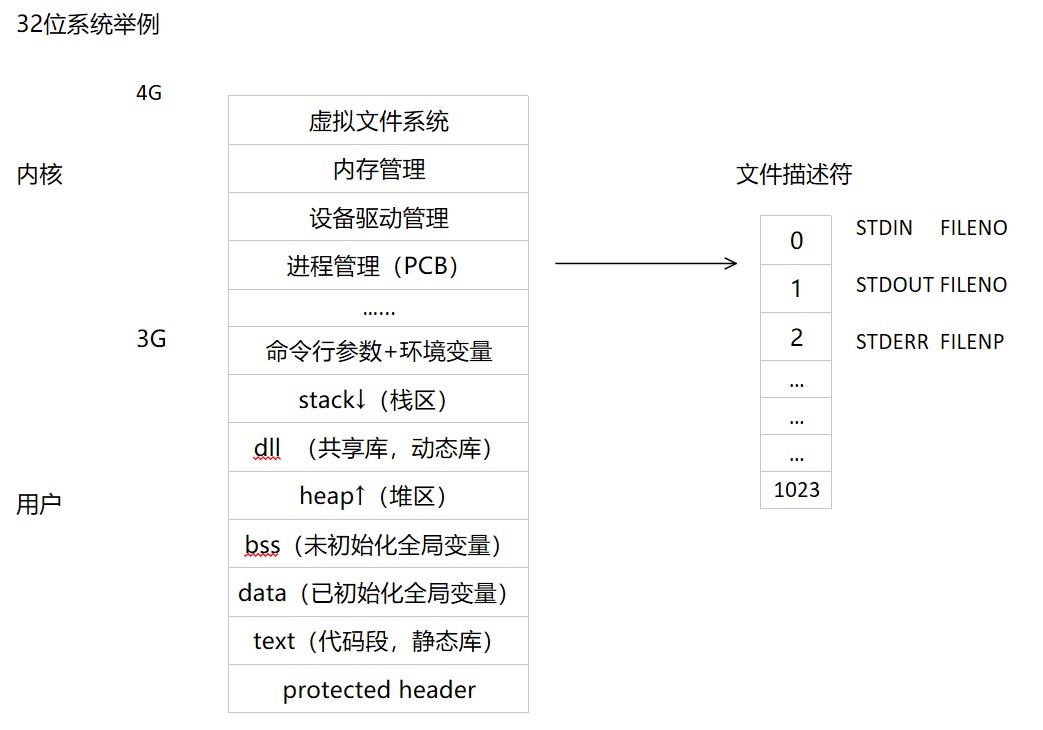 32位系统举例
4G
虚拟文件系统
内核
内存管理
文件描述符
设备驱动管理
0
STDIN FILENO
进程管理（PCB）
1
STDOUT FILENO
......
3G
命令行参数+环境变量
2
STDERR FILENP
stack↓（栈区）
...
...
dll （共享库，动态库）
...
用户
heap↑（堆区）
1023
bss（未初始化全局变量）
data（已初始化全局变量）
text（代码段，静态库）
protected header